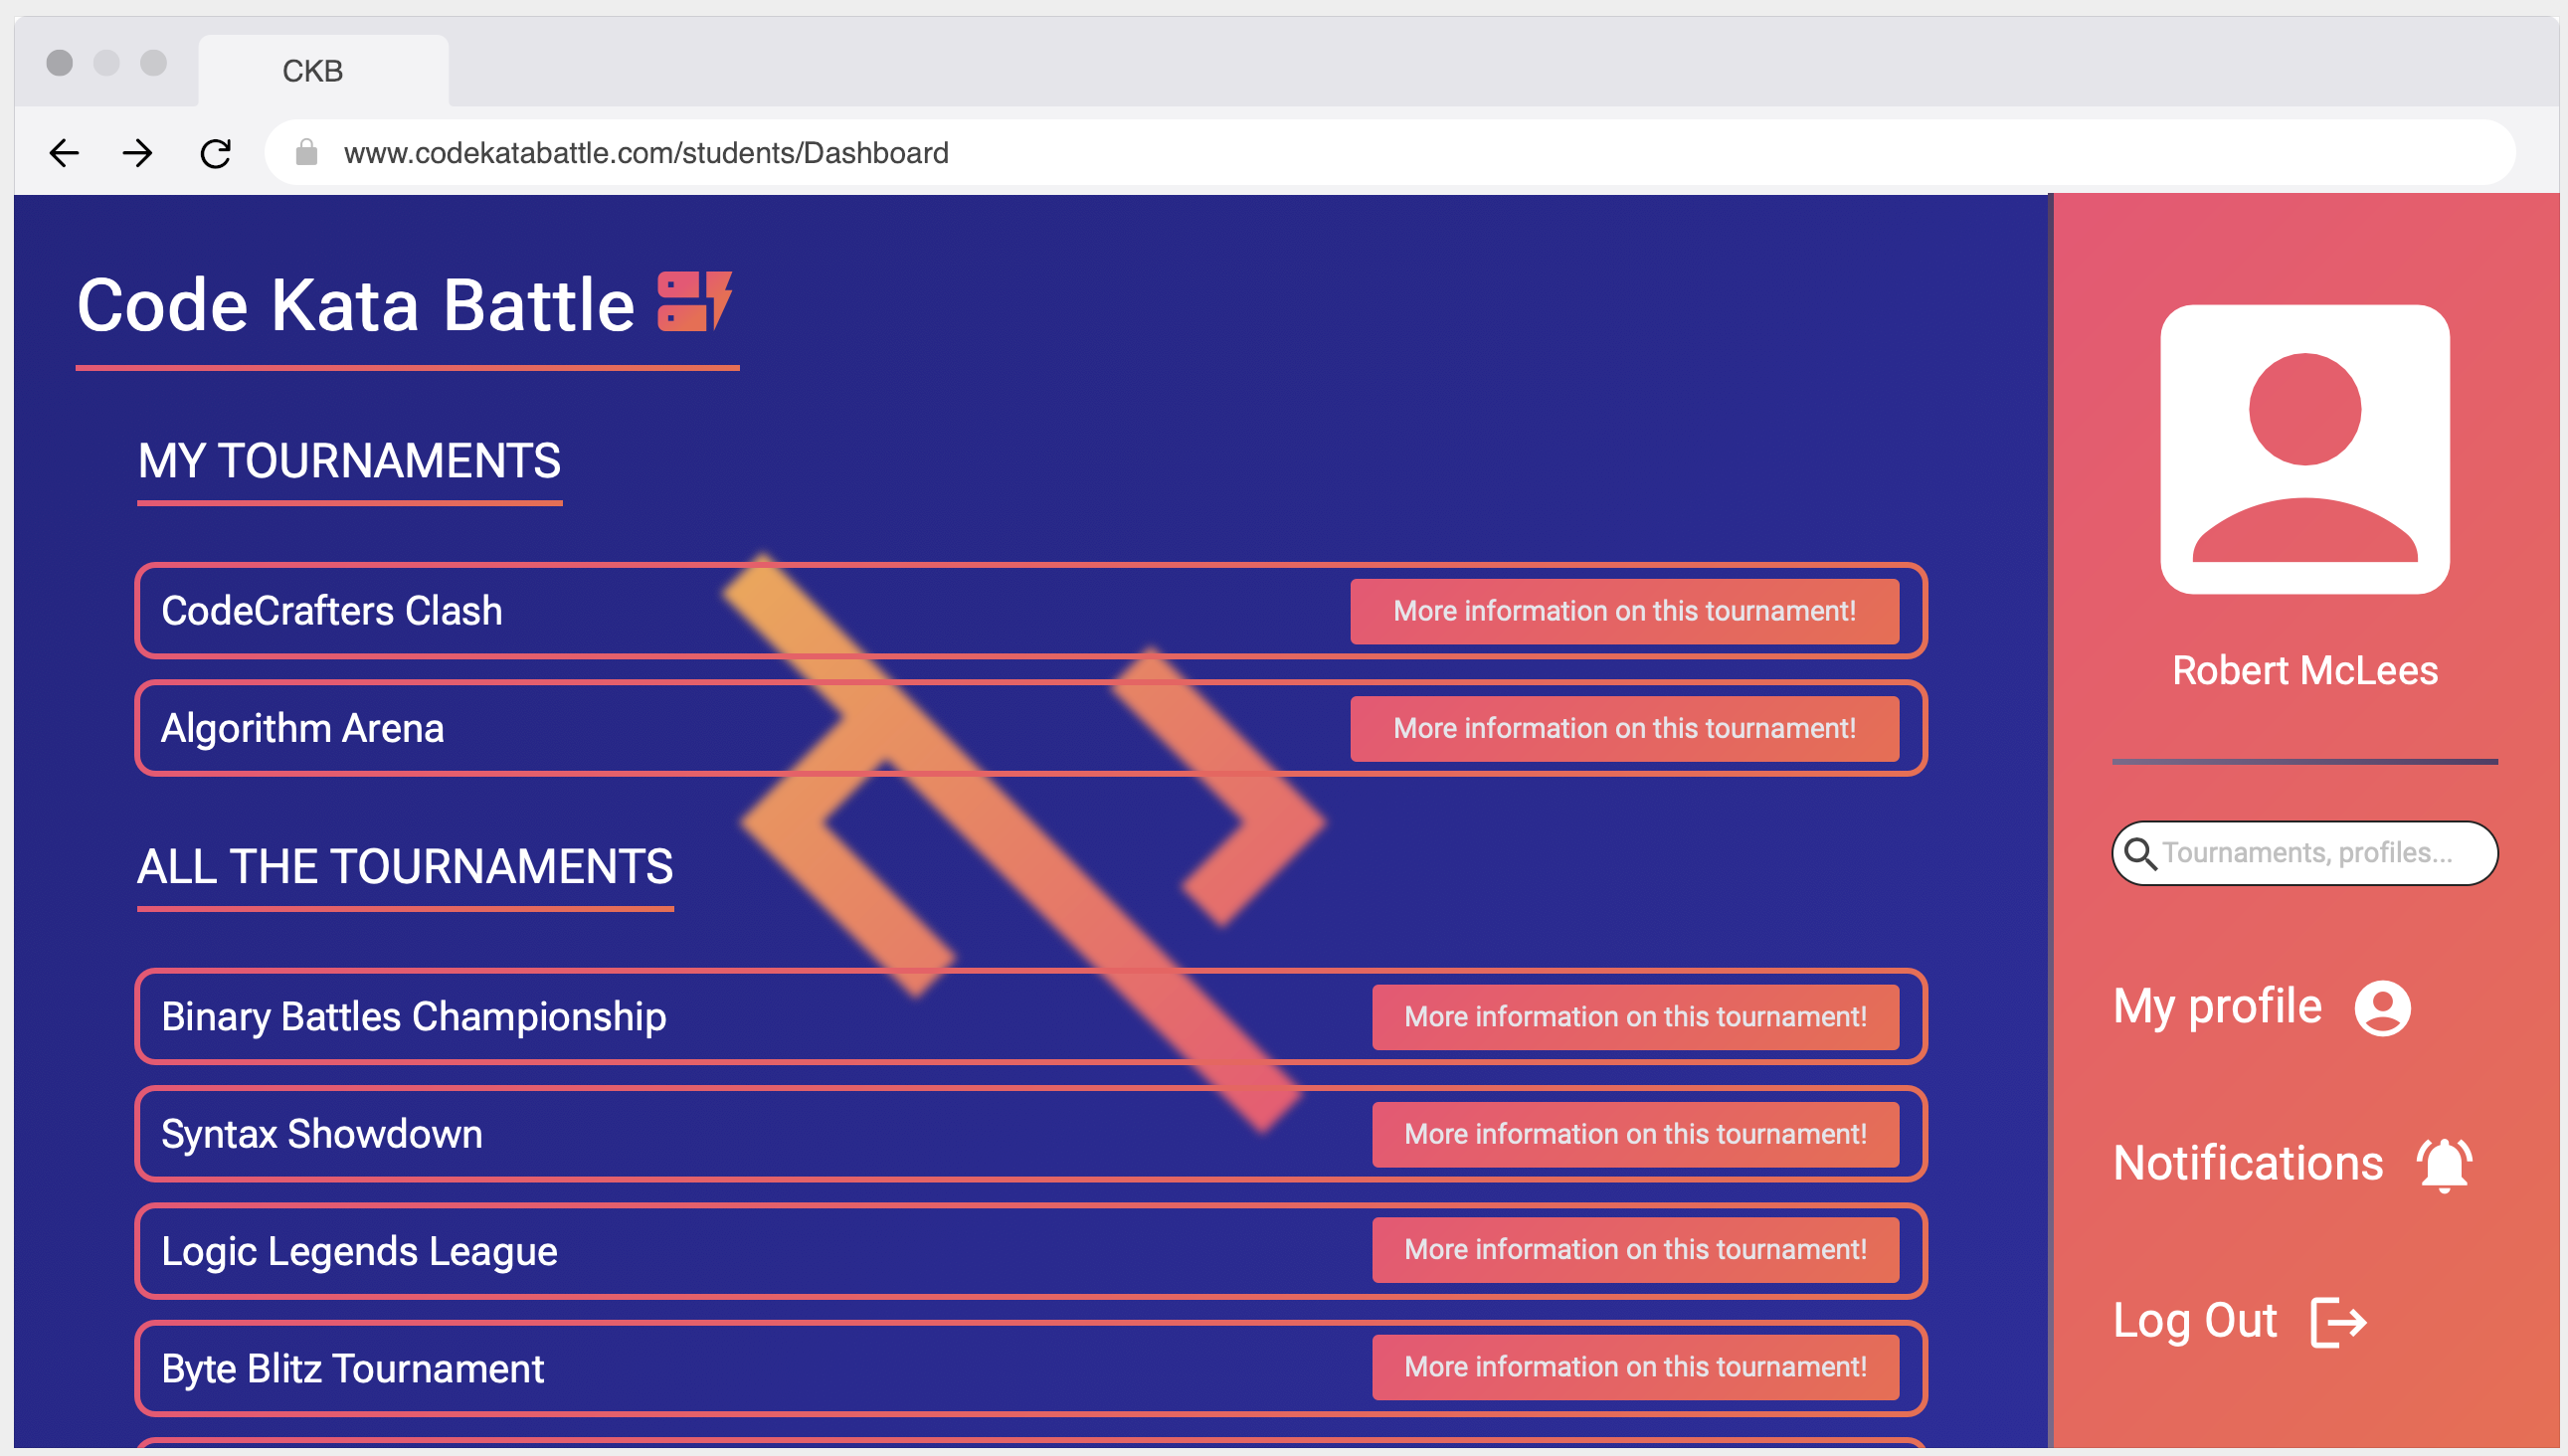 CKB
www.codekatabattle.com/students/Dashboard
Code Kata Battle
MY TOURNAMENTS
CodeCrafters Clash
More information on this tournament!
Algorithm Arena
More information on this tournament!
ALL THE TOURNAMENTS
Binary Battles Championship
More information on this tournament!
Syntax Showdown
More information on this tournament!
Logic Legends League
More information on this tournament!
Byte Blitz Tournament
More information on this tournament!
Robert McLees
Tournaments, profiles...
My profile
Notifications
Log Out